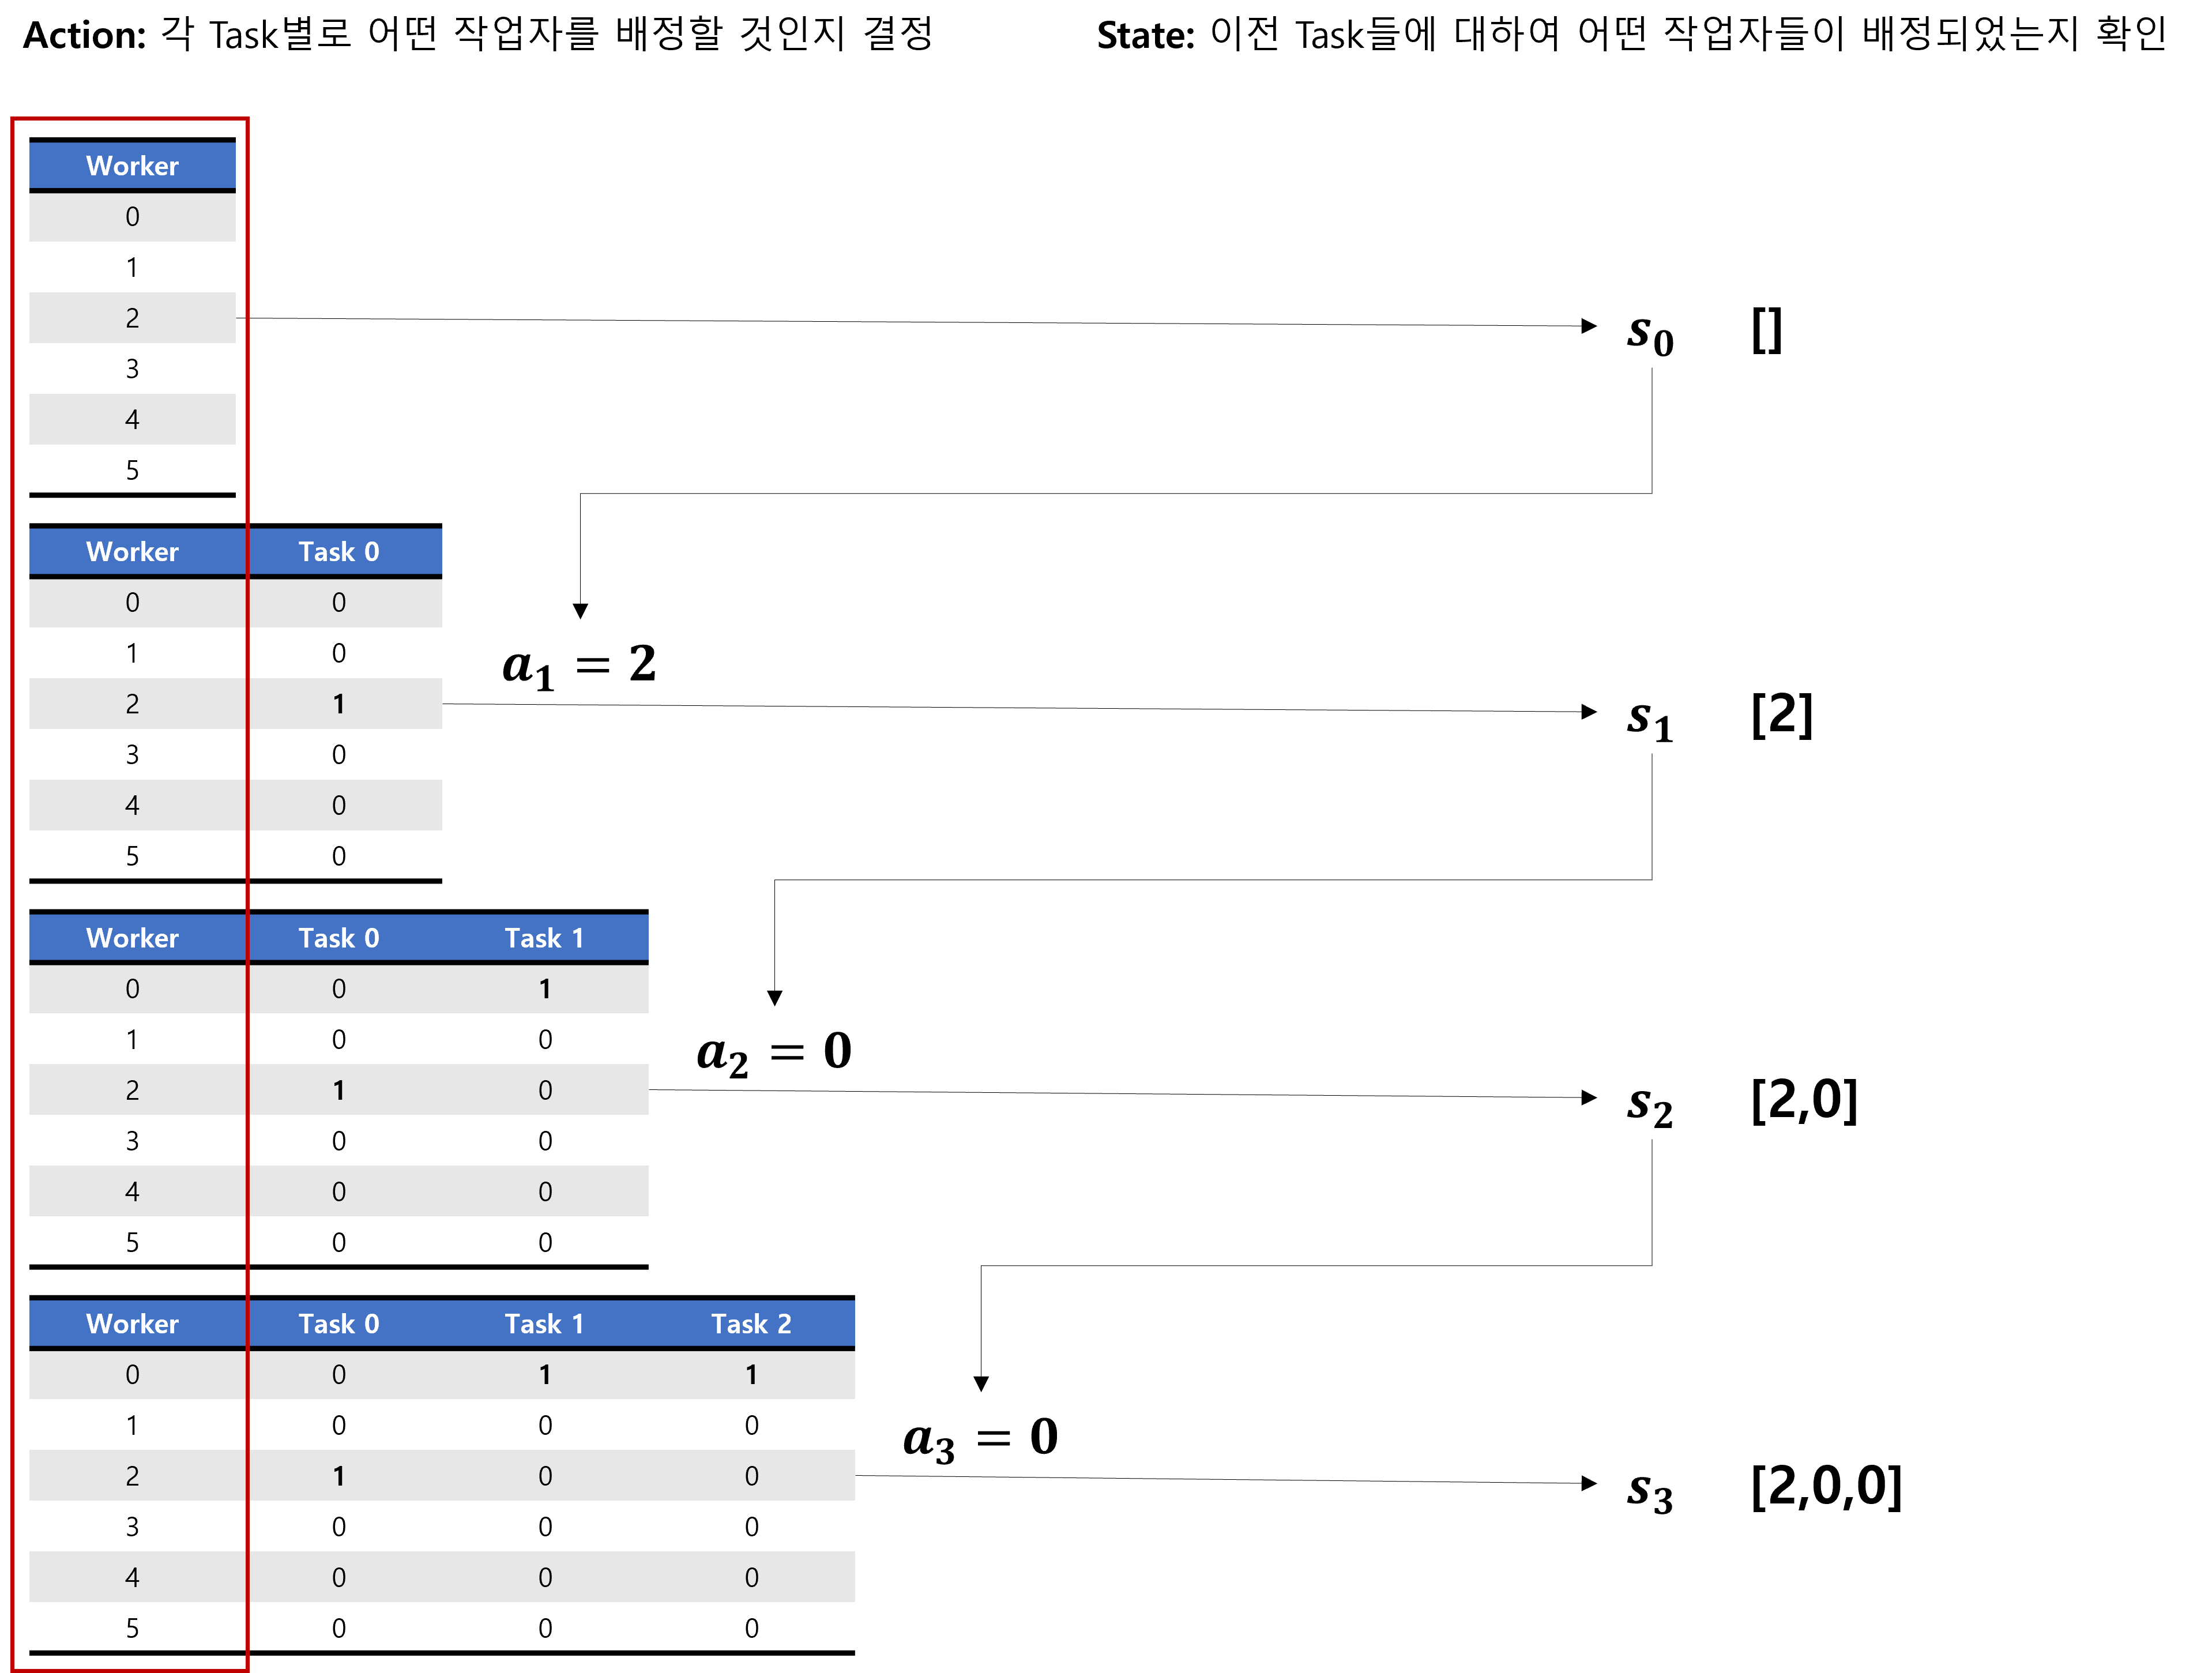 Action: 각 Task별로 어떤 작업자를 배정할 것인지 결정
State: 이전 Task들에 대하여 어떤 작업자들이 배정되었는지 확인
Worker
0
1
2
3
4
5
s₀ []
Worker Task 0
0 0
1 0
2 1
3 0
4 0
5 0
a₁ = 2
s₁ [2]
Worker Task 0 Task 1
0 0 1
1 0 0
2 1 0
3 0 0
4 0 0
5 0 0
a₂ = 0
s₂ [2,0]
Worker Task 0 Task 1 Task 2
0 0 1 1
1 0 0 0
2 1 0 0
3 0 0 0
4 0 0 0
5 0 0 0
a₃ = 0
s₃ [2,0,0]